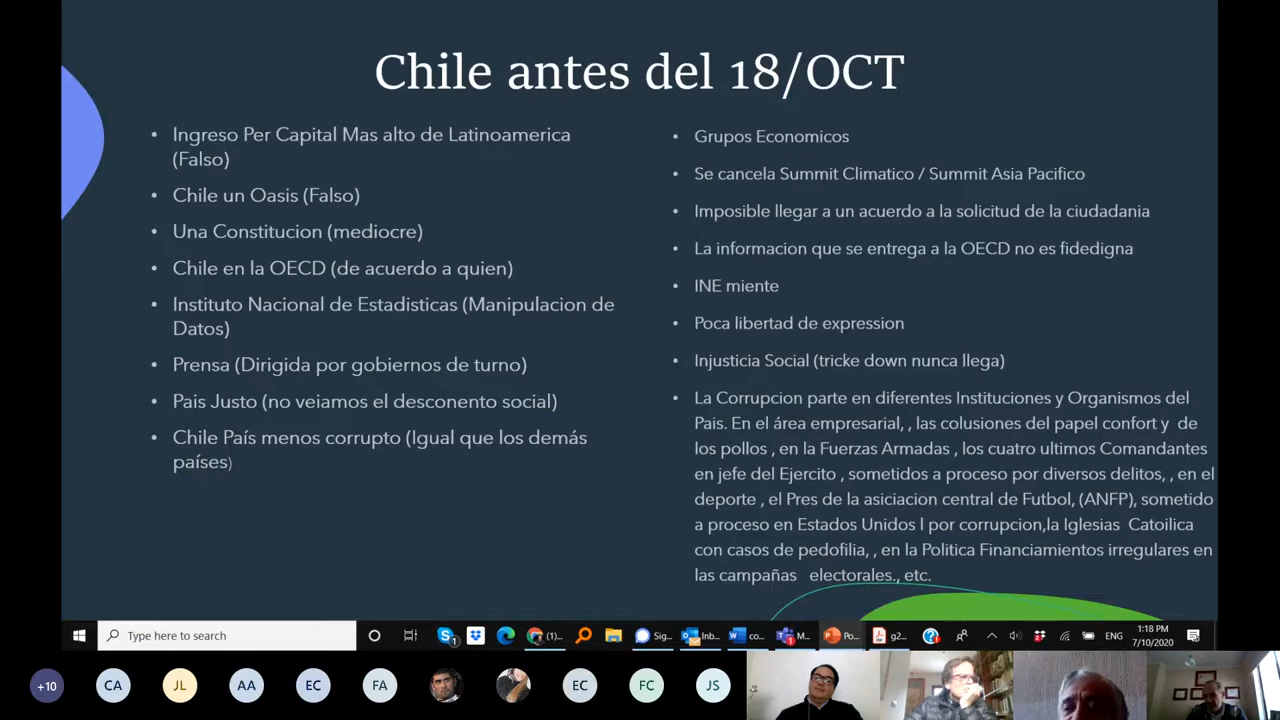 Chile antes del 18/OCT
• Ingreso Per Capital Mas alto de Latinoamerica
(Falso)
• Chile un Oasis (Falso)
• Una Constitucion (mediocre)
• Chile en la OECD (de acuerdo a quien)
• Instituto Nacional de Estadisticas (Manipulacion de
Datos)
• Prensa (Dirigida por gobiernos de turno)
• Pais Justo (no veiamos el descontento social)
• Chile País menos corrupto (Igual que los demás
países)
• Grupos Economicos
• Se cancela Summit Climatico / Summit Asia Pacifico
• Imposible llegar a un acuerdo a la solicitud de la ciudadania
• La informacion que se entrega a la OECD no es fidedigna
• INE miente
• Poca libertad de expression
• Injusticia Social (tricke down nunca llega)
• La Corrupcion parte en diferentes Instituciones y Organismos del
Pais. En el área empresarial, , las colusiones del papel confort y de
los pollos , en la Fuerzas Armadas , los cuatro ultimos Comandantes
en jefe del Ejercito , sometidos a proceso por diversos delitos, , en el
deporte , el Pres de la asiciacion central de Futbol, (ANFP), sometido
a proceso en Estados Unidos l por corrupcion,la Iglesias Catoilica
con casos de pedofilia, , en la Politica Financiamientos irregulares en
las campañas electorales., etc.
Type here to search
1
(1)...
Sig...
Inb...
co...
M...
Po...
g2...
ENG
1:18 PM
7/10/2020
+10
CA
JL
AA
EC
FA
EC
FC
JS